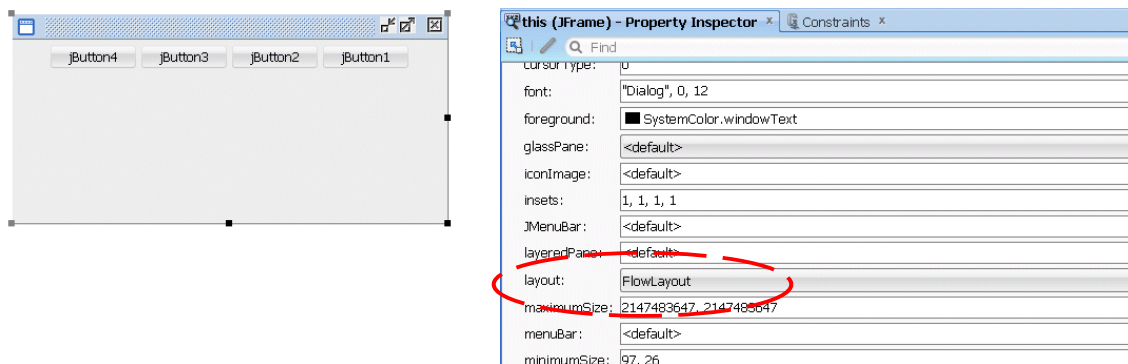 jButton4 jButton3 jButton2 jButton1
this (JFrame) - Property Inspector x Constraints x
Find
cursorType: 0
font: "Dialog", 0, 12
foreground: SystemColor.windowText
glassPane: <default>
iconImage: <default>
insets: 1, 1, 1, 1
JMenuBar: <default>
layeredPane: <default>
layout: FlowLayout
maximumSize: 2147483647, 2147483647
menuBar: <default>
minimumSize: 97, 26